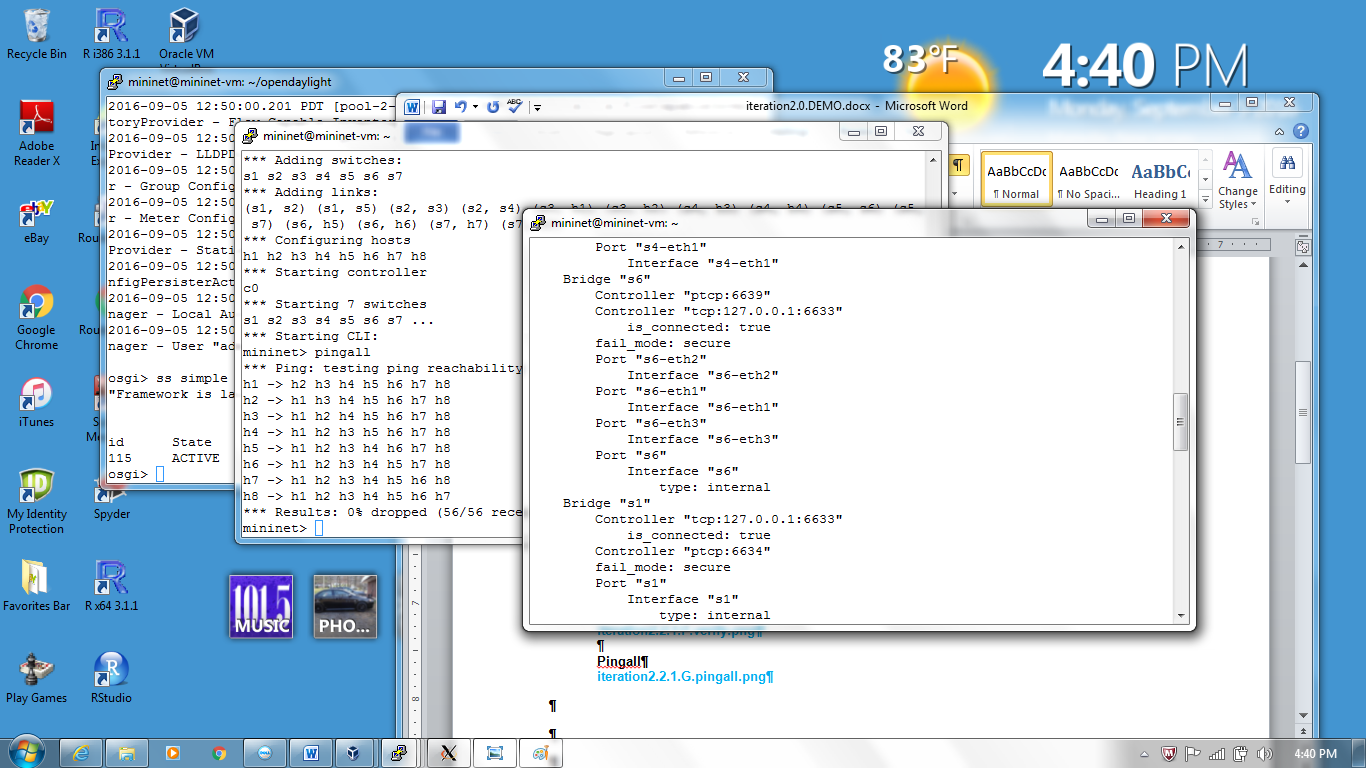 Recycle Bin
R i386 3.1.1
Oracle VM
Adobe
Reader X
eBay
Google
Chrome
iTunes
My Identity
Protection
Spyder
Favorites Bar
R x64 3.1.1
Play Games
RStudio
83°F
4:40 PM
mininet@mininet-vm: ~/opendaylight
2016-09-05 12:50:00.201 PDT [pool-2-
toryProvider -
2016-09-05 12:50
Provider - LLDPD
2016-09-05 12:50
r - Group Config
2016-09-05 12:50
r - Meter Config
2016-09-05 12:50
Provider - Stati
2016-09-05 12:50
nfigPersisterAct
2016-09-05 12:50
nager - Local Au
2016-09-05 12:50
nager - User "ad
osgi> ss simple
"Framework is la
id State
115 ACTIVE
osgi>
iteration2.0.DEMO.docx - Microsoft Word
AaBbCcDc
¶ Normal
AaBbCcDc
¶ No Spaci...
AaBbCc
Heading 1
Change
Styles
Editing
7
mininet@mininet-vm: ~
*** Adding switches:
s1 s2 s3 s4 s5 s6 s7
*** Adding links:
(s1, s2) (s1, s5) (s2, s3) (s2, s4) (s3, h1) (s3, h2) (s4, h3) (s4, h4) (s5, s6) (s5,
s7) (s6, h5) (s6, h6) (s7, h7) (s7
*** Configuring hosts
h1 h2 h3 h4 h5 h6 h7 h8
*** Starting controller
c0
*** Starting 7 switches
s1 s2 s3 s4 s5 s6 s7 ...
*** Starting CLI:
mininet> pingall
*** Ping: testing ping reachability
h1 -> h2 h3 h4 h5 h6 h7 h8
h2 -> h1 h3 h4 h5 h6 h7 h8
h3 -> h1 h2 h4 h5 h6 h7 h8
h4 -> h1 h2 h3 h5 h6 h7 h8
h5 -> h1 h2 h3 h4 h6 h7 h8
h6 -> h1 h2 h3 h4 h5 h7 h8
h7 -> h1 h2 h3 h4 h5 h6 h8
h8 -> h1 h2 h3 h4 h5 h6 h7
*** Results: 0% dropped (56/56 rece
mininet>
mininet@mininet-vm: ~
Port "s4-eth1"
Interface "s4-eth1"
Bridge "s6"
Controller "ptcp:6639"
Controller "tcp:127.0.0.1:6633"
is_connected: true
fail_mode: secure
Port "s6-eth2"
Interface "s6-eth2"
Port "s6-eth1"
Interface "s6-eth1"
Port "s6-eth3"
Interface "s6-eth3"
Port "s6"
Interface "s6"
type: internal
Bridge "s1"
Controller "tcp:127.0.0.1:6633"
is_connected: true
Controller "ptcp:6634"
fail_mode: secure
Port "s1"
Interface "s1"
type: internal
¶
Pingall¶
iteration2.2.1.G.pingall.png¶
¶
¶
7
8
101.5
MUSIC
PHO...
4:40 PM